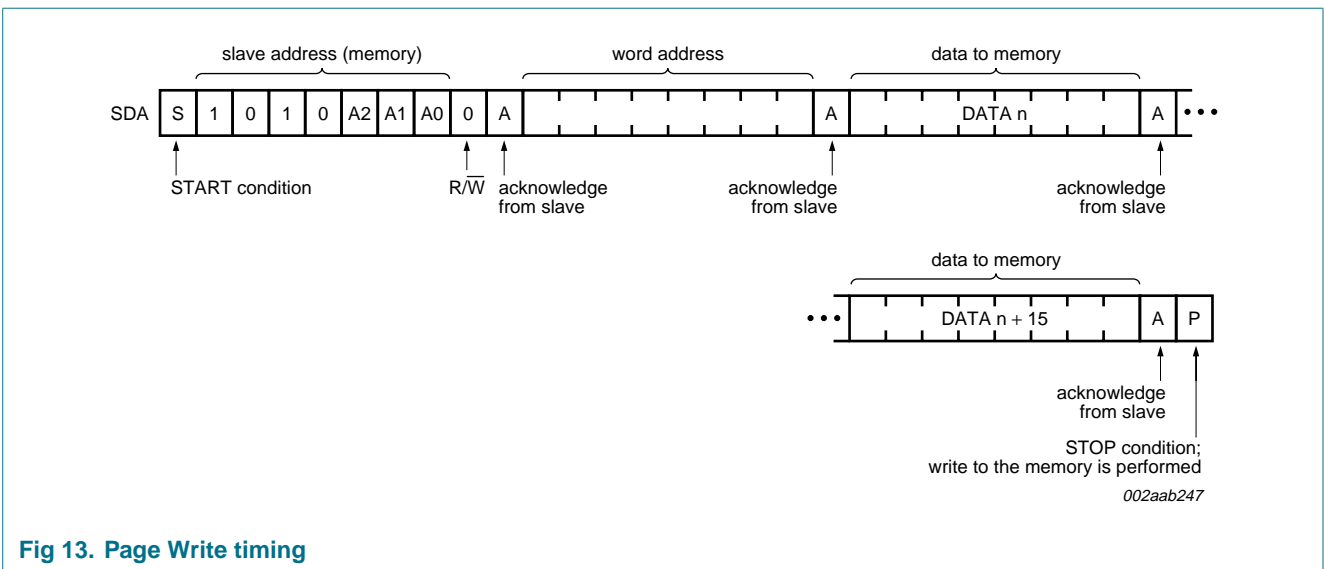 slave address (memory) word address data to memory
SDA S 1 0 1 0 A2 A1 A0 0 A A DATA n A •••
START condition R/W̅ acknowledge from slave acknowledge from slave acknowledge from slave
data to memory
••• DATA n + 15 A P
acknowledge
from slave
STOP condition;
write to the memory is performed
002aab247
Fig 13. Page Write timing